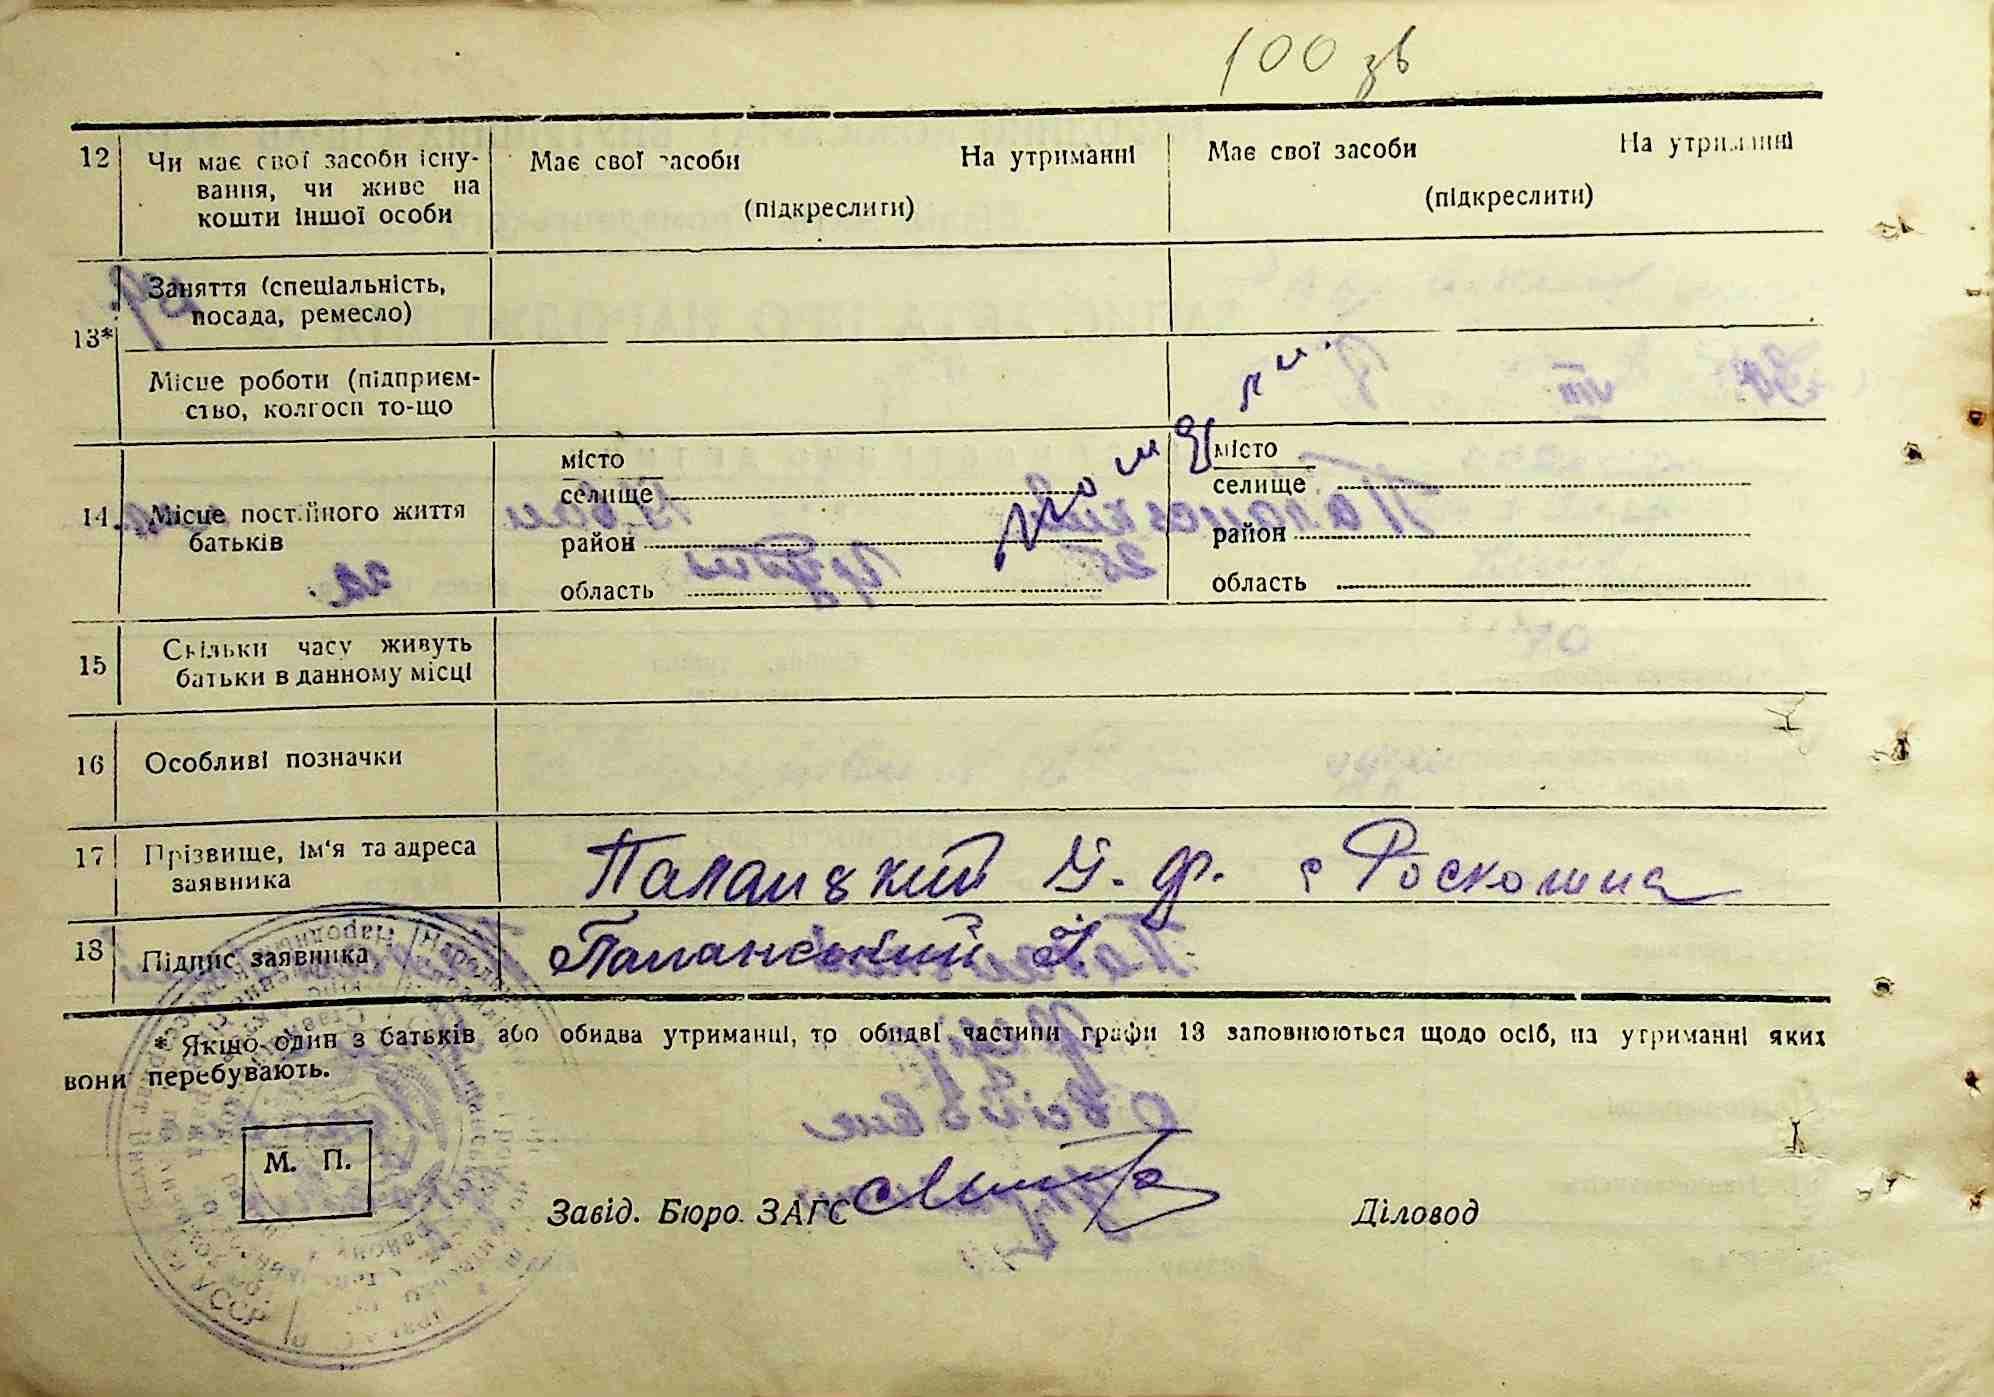 100 зв
12 Чи має свої засоби існу-
вання, чи живе на
кошти іншої особи
Має свої засоби На утриманні
(підкреслити)
Має свої засоби На утриманні
(підкреслити)
13*
Заняття (спеціальність,
посада, ремесло)
Місце роботи (підприєм-
ство, колгосп то-що
14. Місце постійного життя
батьків
місто
селище
район
область
місто
селище
район
область
15 Скільки часу живуть
батьки в данному місці
16 Особливі позначки
17 Прізвище, ім'я та адреса
заявника
Паланський У. Ф. с Роскошна
18 Підпис заявника
Паланський
* Якщо один з батьків або обидва утриманці, то обидві частини графи 13 заповнюються щодо осіб, на утриманні яких
вони перебувають.
М. П.
Завід. Бюро ЗАГС
Діловод